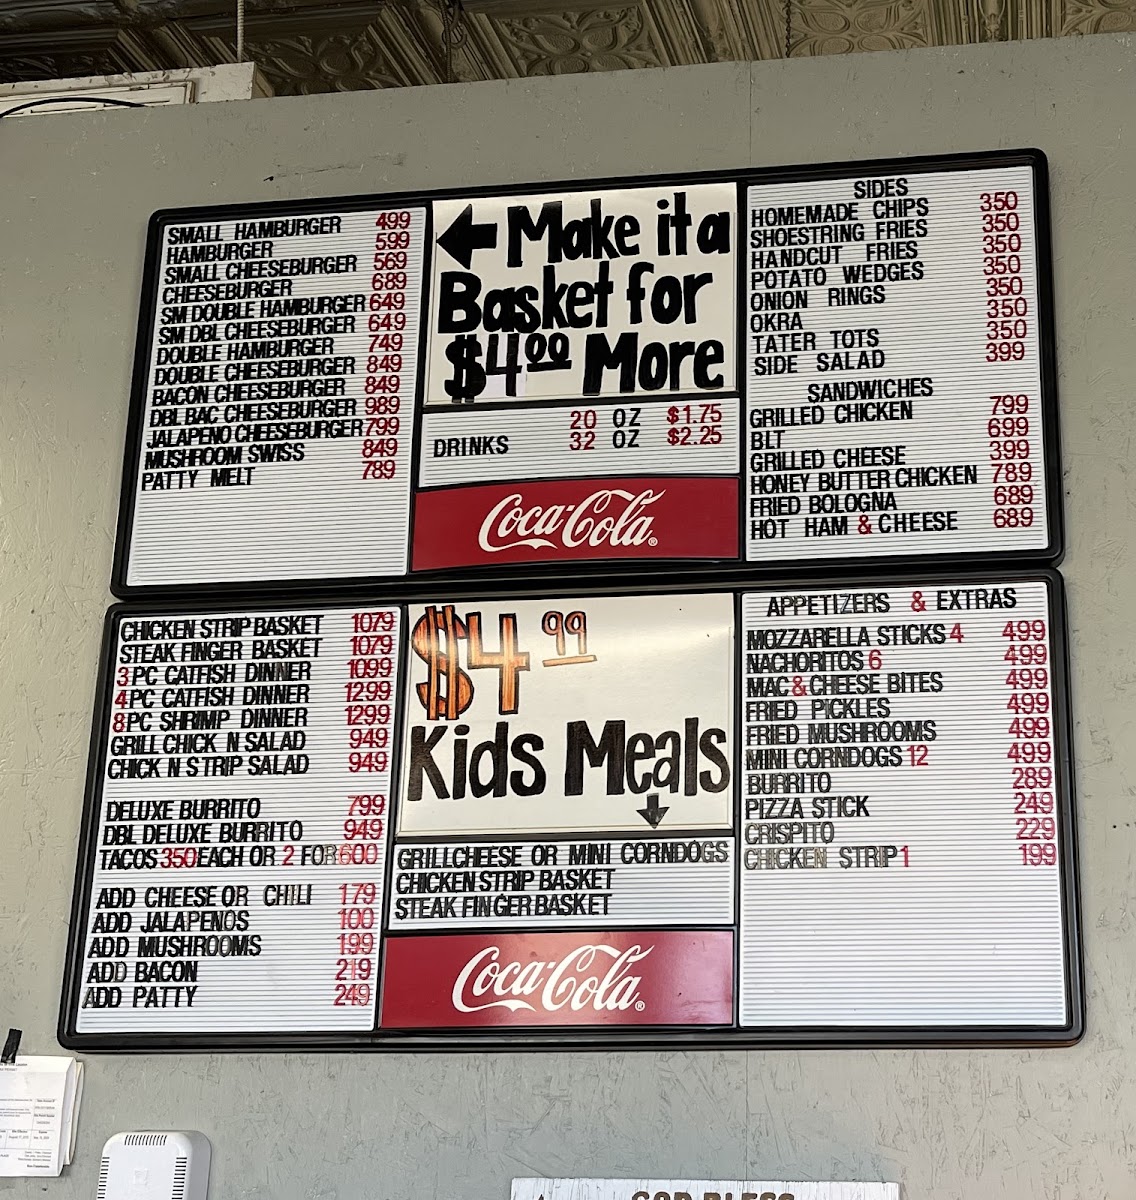 SMALL HAMBURGER 499
HAMBURGER 599
SMALL CHEESEBURGER 569
CHEESEBURGER 689
SM DOUBLE HAMBURGER 649
SM DBL CHEESEBURGER 649
DOUBLE HAMBURGER 749
DOUBLE CHEESEBURGER 849
BACON CHEESEBURGER 849
DBL BAC CHEESEBURGER 989
JALAPENO CHEESEBURGER 799
MUSHROOM SWISS 849
PATTY MELT 789
Make it a
Basket for
$4.00 More
20 OZ $1.75
DRINKS 32 OZ $2.25
Coca-Cola
SIDES
HOMEMADE CHIPS 350
SHOESTRING FRIES 350
HANDCUT FRIES 350
POTATO WEDGES 350
ONION RINGS 350
OKRA 350
TATER TOTS 350
SIDE SALAD 399
SANDWICHES
GRILLED CHICKEN 799
BLT 699
GRILLED CHEESE 399
HONEY BUTTER CHICKEN 789
FRIED BOLOGNA 689
HOT HAM & CHEESE 689
CHICKEN STRIP BASKET 1079
STEAK FINGER BASKET 1079
3 PC CATFISH DINNER 1099
4 PC CATFISH DINNER 1299
8 PC SHRIMP DINNER 1299
GRILL CHICK N SALAD 949
CHICK N STRIP SALAD 949
DELUXE BURRITO 799
DBL DELUXE BURRITO 949
TACOS 350 EACH OR 2 FOR 600
ADD CHEESE OR CHILI 179
ADD JALAPENOS 100
ADD MUSHROOMS 199
ADD BACON 219
ADD PATTY 249
$4 99
Kids Meals
GRILLCHEESE OR MINI CORNDOGS
CHICKEN STRIP BASKET
STEAK FINGER BASKET
Coca-Cola
APPETIZERS & EXTRAS
MOZZARELLA STICKS 4 499
NACHORITOS 6 499
MAC & CHEESE BITES 499
FRIED PICKLES 499
FRIED MUSHROOMS 499
MINI CORNDOGS 12 499
BURRITO 289
PIZZA STICK 249
CRISPITO 229
CHICKEN STRIP 1 199
GOD BLESS